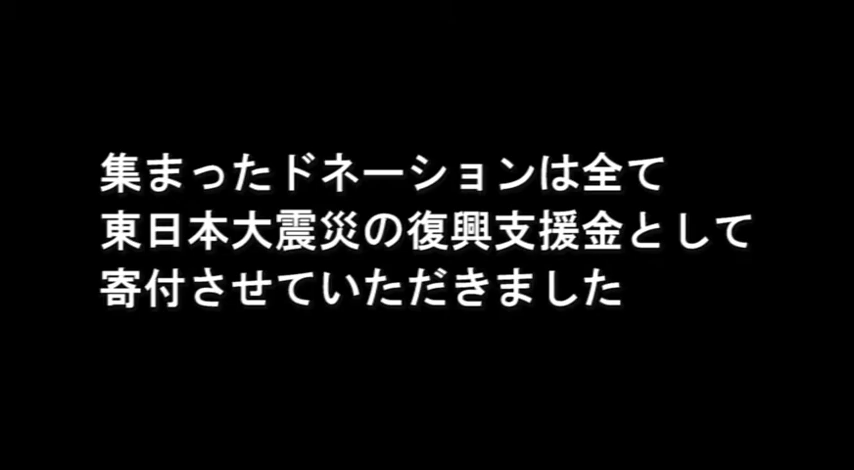 集まったドネーションは全て
東日本大震災の復興支援金として
寄付させていただきました